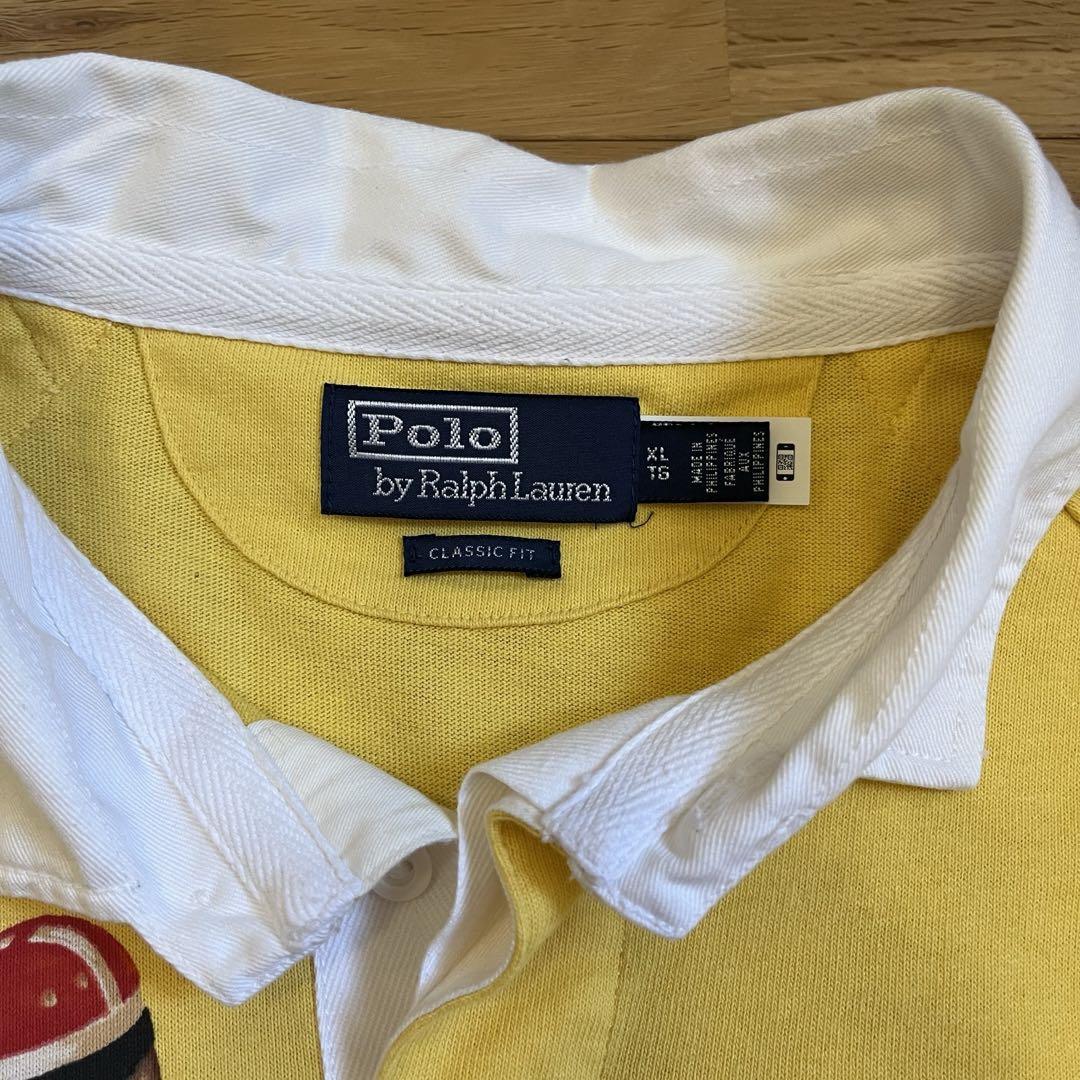 Polo
by Ralph Lauren
XL
TG
MADE IN
PHILIPPINES
FABRIQUE
AUX
PHILIPPINES
CLASSIC FIT